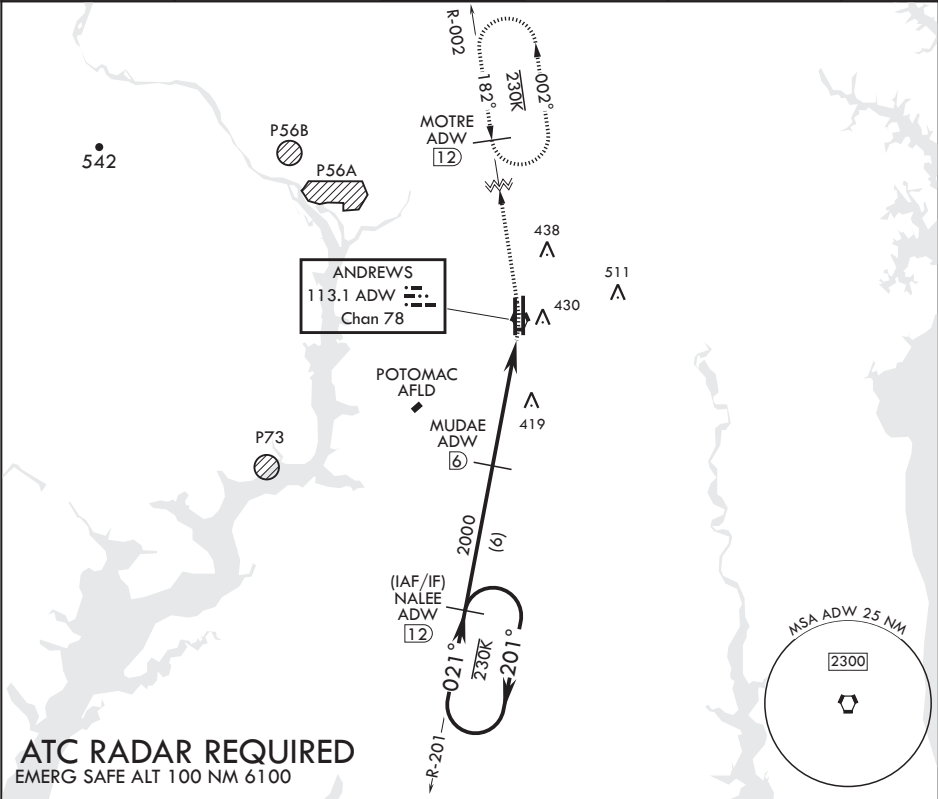 R-002
182°
230K
002°
MOTRE
ADW
12
542
P56B
P56A
438
511
ANDREWS
113.1 ADW
Chan 78
430
POTOMAC
AFLD
419
MUDAE
ADW
6
P73
2000
(6)
(IAF/IF)
NALEE
ADW
12
021°
230K
201°
R-201
MSA ADW 25 NM
2300
ATC RADAR REQUIRED
EMERG SAFE ALT 100 NM 6100